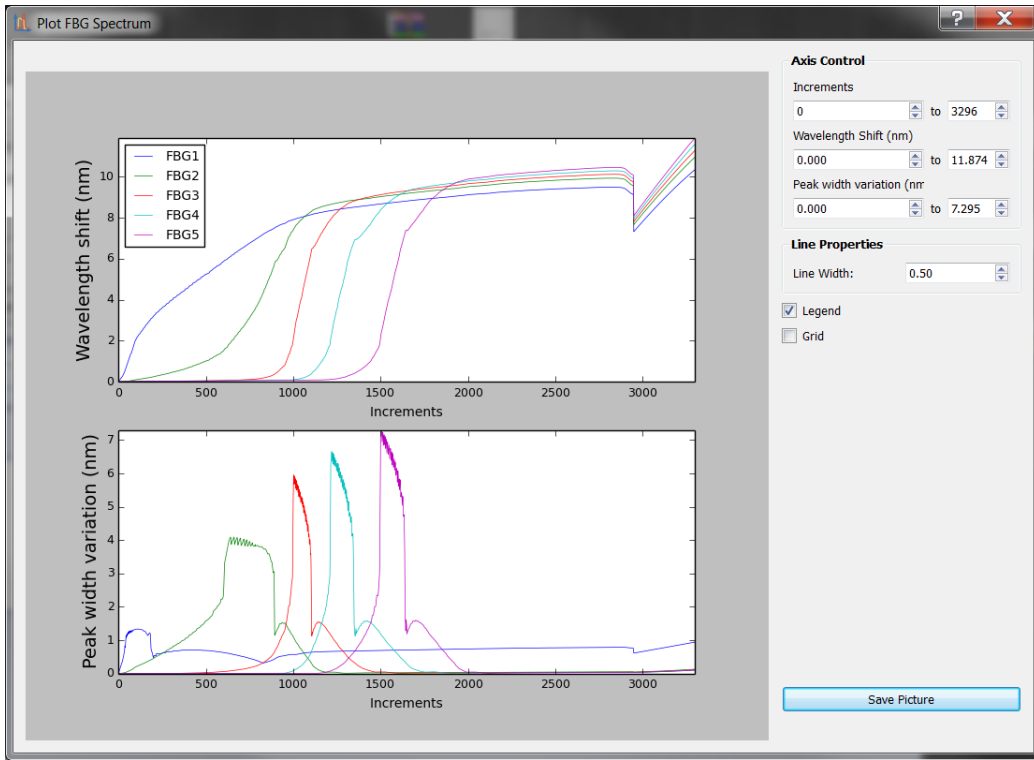 Plot FBG Spectrum
?
X
Axis Control
Increments
0 to 3296
Wavelength Shift (nm)
0.000 to 11.874
Peak width variation (nm
0.000 to 7.295
Line Properties
Line Width: 0.50
Legend
Grid
Save Picture
Wavelength shift (nm)
10
8
6
4
2
0
FBG1
FBG2
FBG3
FBG4
FBG5
0 500 1000 1500 2000 2500 3000
Increments
Peak width variation (nm)
7
6
5
4
3
2
1
0
0 500 1000 1500 2000 2500 3000
Increments